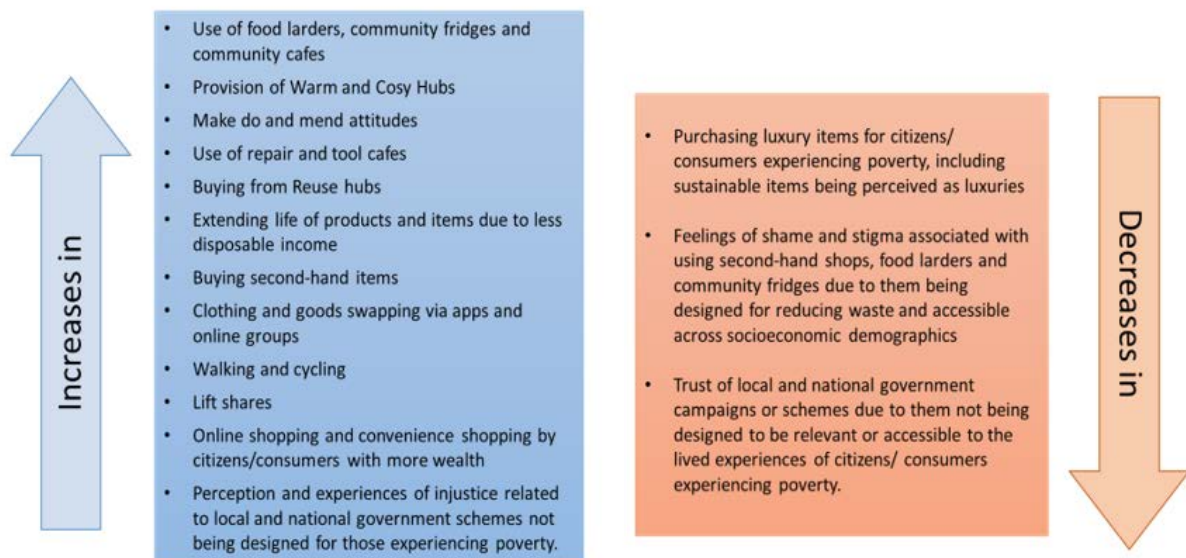 Increases in
• Use of food larders, community fridges and
community cafes
• Provision of Warm and Cosy Hubs
• Make do and mend attitudes
• Use of repair and tool cafes
• Buying from Reuse hubs
• Extending life of products and items due to less
disposable income
• Buying second-hand items
• Clothing and goods swapping via apps and
online groups
• Walking and cycling
• Lift shares
• Online shopping and convenience shopping by
citizens/consumers with more wealth
• Perception and experiences of injustice related
to local and national government schemes not
being designed for those experiencing poverty.
• Purchasing luxury items for citizens/
consumers experiencing poverty, including
sustainable items being perceived as luxuries
• Feelings of shame and stigma associated with
using second-hand shops, food larders and
community fridges due to them being
designed for reducing waste and accessible
across socioeconomic demographics
• Trust of local and national government
campaigns or schemes due to them not being
designed to be relevant or accessible to the
lived experiences of citizens/ consumers
experiencing poverty.
Decreases in